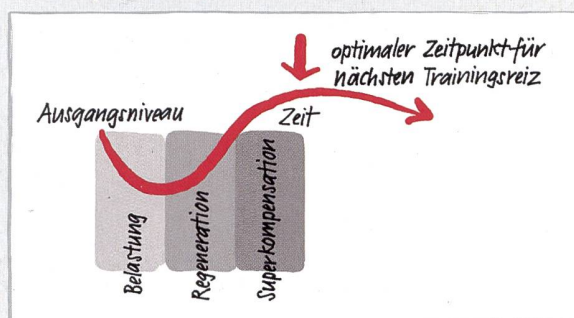 optimaler Zeitpunkt für
nächsten Trainingsreiz
Ausgangsniveau
Zeit
Belastung
Regeneration
Superkompensation